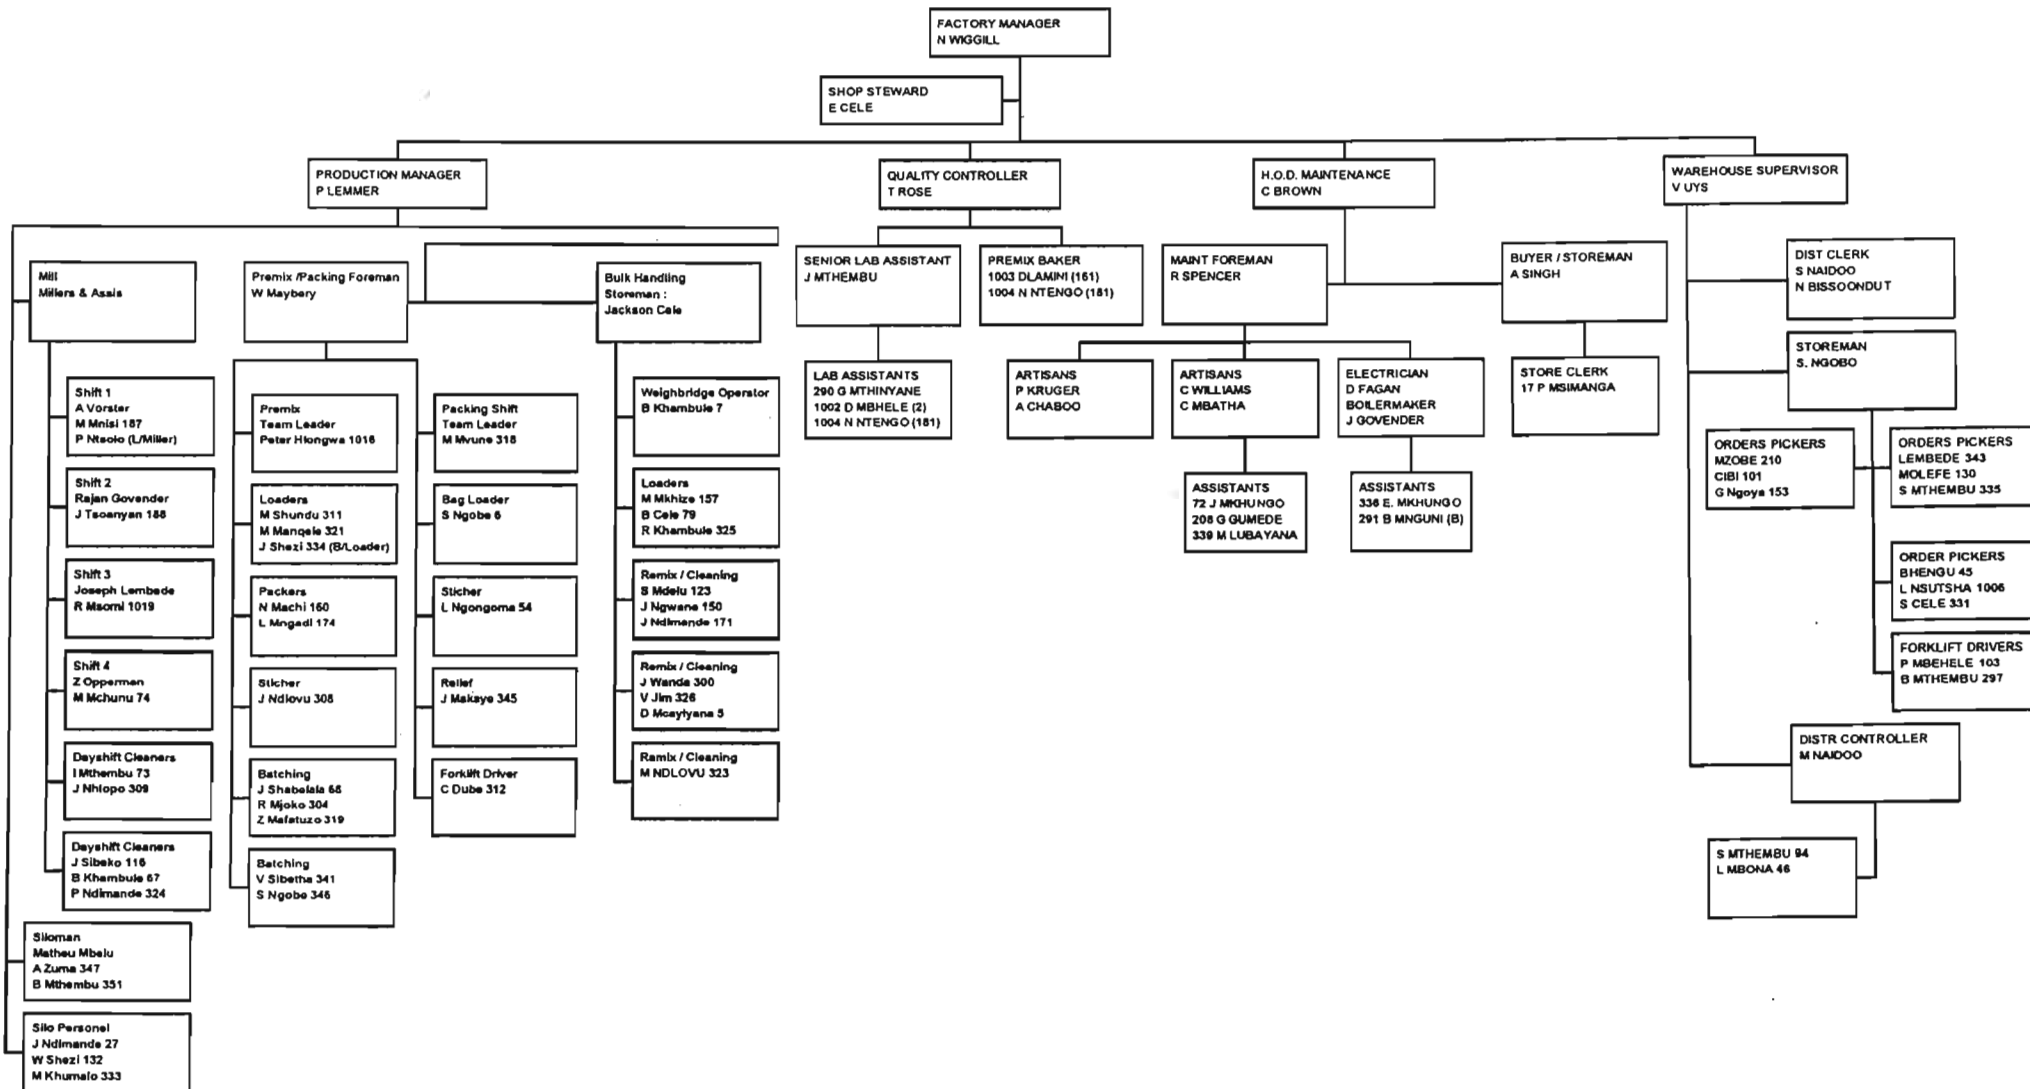 FACTORY MANAGER
N WIGGILL
SHOP STEWARD
E CELE
PRODUCTION MANAGER
P LEMMER
QUALITY CONTROLLER
T ROSE
H.O.D. MAINTENANCE
C BROWN
WAREHOUSE SUPERVISOR
V UYS
Mill
Millers & Assis
Premix /Packing Foreman
W Maybery
Bulk Handling
Storeman :
Jackson Cele
SENIOR LAB ASSISTANT
J MTHEMBU
PREMIX BAKER
1003 DLAMINI (161)
1004 N NTENGO (181)
MAINT FOREMAN
R SPENCER
BUYER / STOREMAN
A SINGH
DIST CLERK
S NAIDOO
N BISSOONDUT
STOREMAN
S. NGOBO
Shift 1
A Vorster
M Mnisi 187
P Ntsolo (L/Miller)
Shift 2
Rajan Govender
J Tsoanyan 188
Shift 3
Joseph Lembede
R Msomi 1019
Shift 4
Z Opperman
M Mchunu 74
Dayshift Cleaners
I Mthembu 73
J Nhlopo 309
Dayshift Cleaners
J Sibeko 116
B Khambule 67
P Ndimande 324
Siloman
Matheu Mbelu
A Zuma 347
B Mthembu 351
Silo Personel
J Ndimande 27
W Shezi 132
M Khumalo 333
Premix
Team Leader
Peter Hlongwa 1016
Loaders
M Shundu 311
M Manqele 321
J Shezi 334 (B/Loader)
Packers
N Machi 160
L Mngadi 174
Sticher
J Ndlovu 308
Batching
J Shabalala 68
R Mjoko 304
Z Mafatuzo 319
Batching
V Sibetha 341
S Ngobe 346
Packing Shift
Team Leader
M Mvune 318
Bag Loader
S Ngobe 6
Sticher
L Ngongoma 54
Relief
J Makaye 345
Forklift Driver
C Dube 312
Weighbridge Operator
B Khambule 7
Loaders
M Mkhize 157
B Cele 79
R Khambule 325
Remix / Cleaning
S Mdelu 123
J Ngwane 150
J Ndimande 171
Remix / Cleaning
J Wanda 300
V Jim 326
D Mcaytyana 5
Remix / Cleaning
M NDLOVU 323
LAB ASSISTANTS
290 G MTHINYANE
1002 D MBHELE (2)
1004 N NTENGO (181)
ARTISANS
P KRUGER
A CHABOO
ARTISANS
C WILLIAMS
C MBATHA
ELECTRICIAN
D FAGAN
BOILERMAKER
J GOVENDER
STORE CLERK
17 P MSIMANGA
ASSISTANTS
72 J MKHUNGO
208 G GUMEDE
339 M LUBAYANA
ASSISTANTS
336 E. MKHUNGO
291 B MNGUNI (B)
ORDERS PICKERS
MZOBE 210
CIBI 101
G Ngoya 153
ORDERS PICKERS
LEMBEDE 343
MOLEFE 130
S MTHEMBU 335
ORDER PICKERS
BHENGU 45
L NSUTSHA 1006
S CELE 331
FORKLIFT DRIVERS
P MBEHELE 103
B MTHEMBU 297
DISTR CONTROLLER
M NAIDOO
S MTHEMBU 94
L MBONA 46